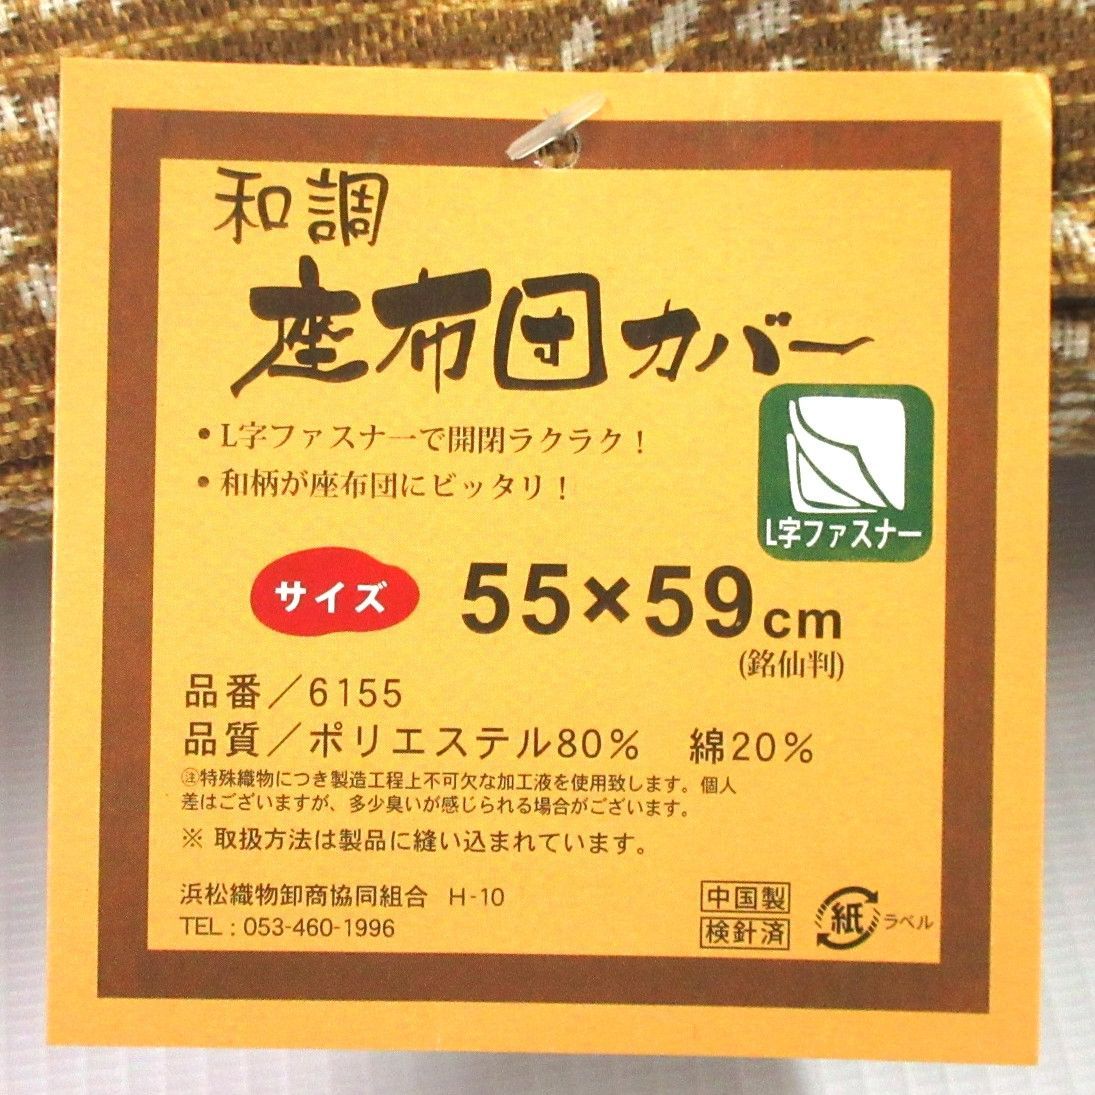 和調
座布団カバー
・L字ファスナーで開閉ラクラク！
・和柄が座布団にピッタリ！
L字ファスナー
サイズ 55×59cm
(銘仙判)
品番／6155
品質／ポリエステル80% 綿20%
㊟特殊織物につき製造工程上不可欠な加工液を使用致します。個人
差はございますが、多少臭いが感じられる場合がございます。
※ 取扱方法は製品に縫い込まれています。
浜松織物卸商協同組合 H-10
TEL : 053-460-1996
中国製
検針済
紙 ラベル